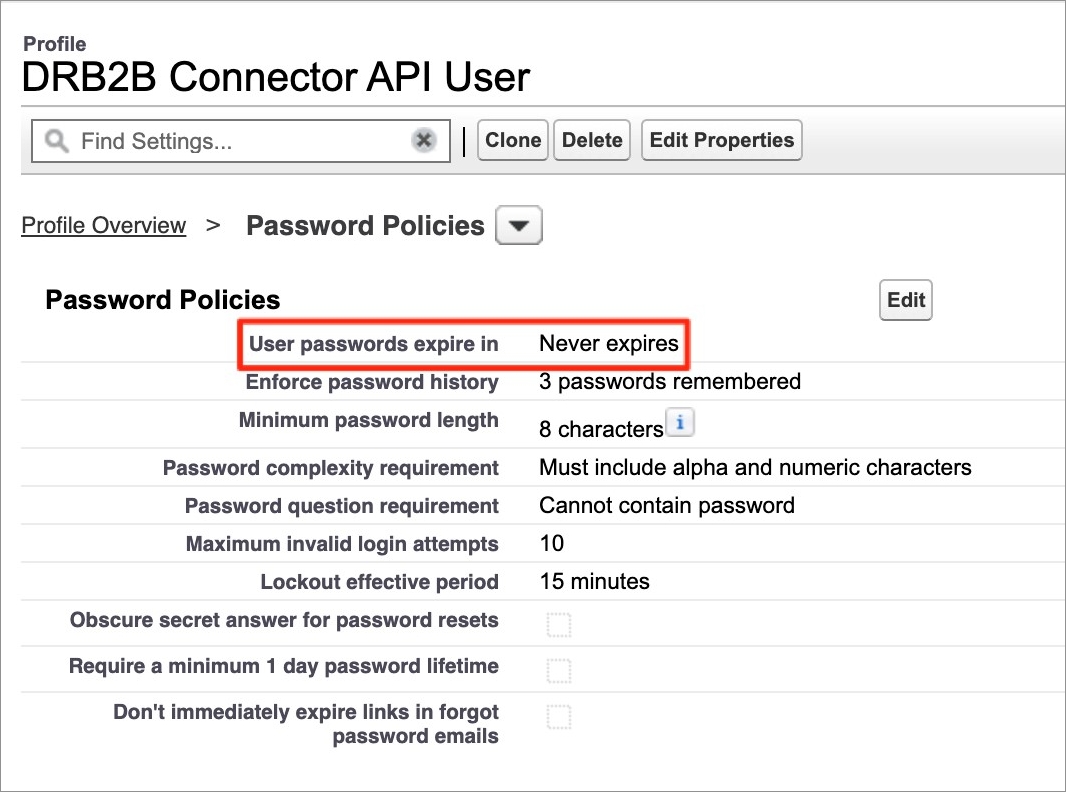 Profile
DRB2B Connector API User
Find Settings...
Clone
Delete
Edit Properties
Profile Overview > Password Policies
Password Policies
Edit
User passwords expire in Never expires
Enforce password history 3 passwords remembered
Minimum password length 8 characters i
Password complexity requirement Must include alpha and numeric characters
Password question requirement Cannot contain password
Maximum invalid login attempts 10
Lockout effective period 15 minutes
Obscure secret answer for password resets
Require a minimum 1 day password lifetime
Don't immediately expire links in forgot
password emails